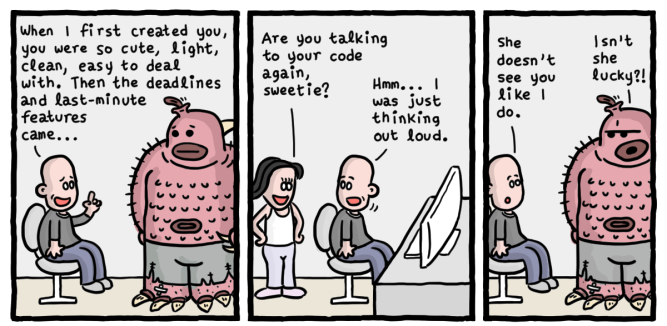 When I first created you,
you were so cute, light,
clean, easy to deal
with. Then the deadlines
and last-minute
features
came...
Are you talking
to your code
again,
sweetie?
Hmm... I
was just
thinking
out loud.
She
doesn't
see you
like I
do.
Isn't
she
lucky?!